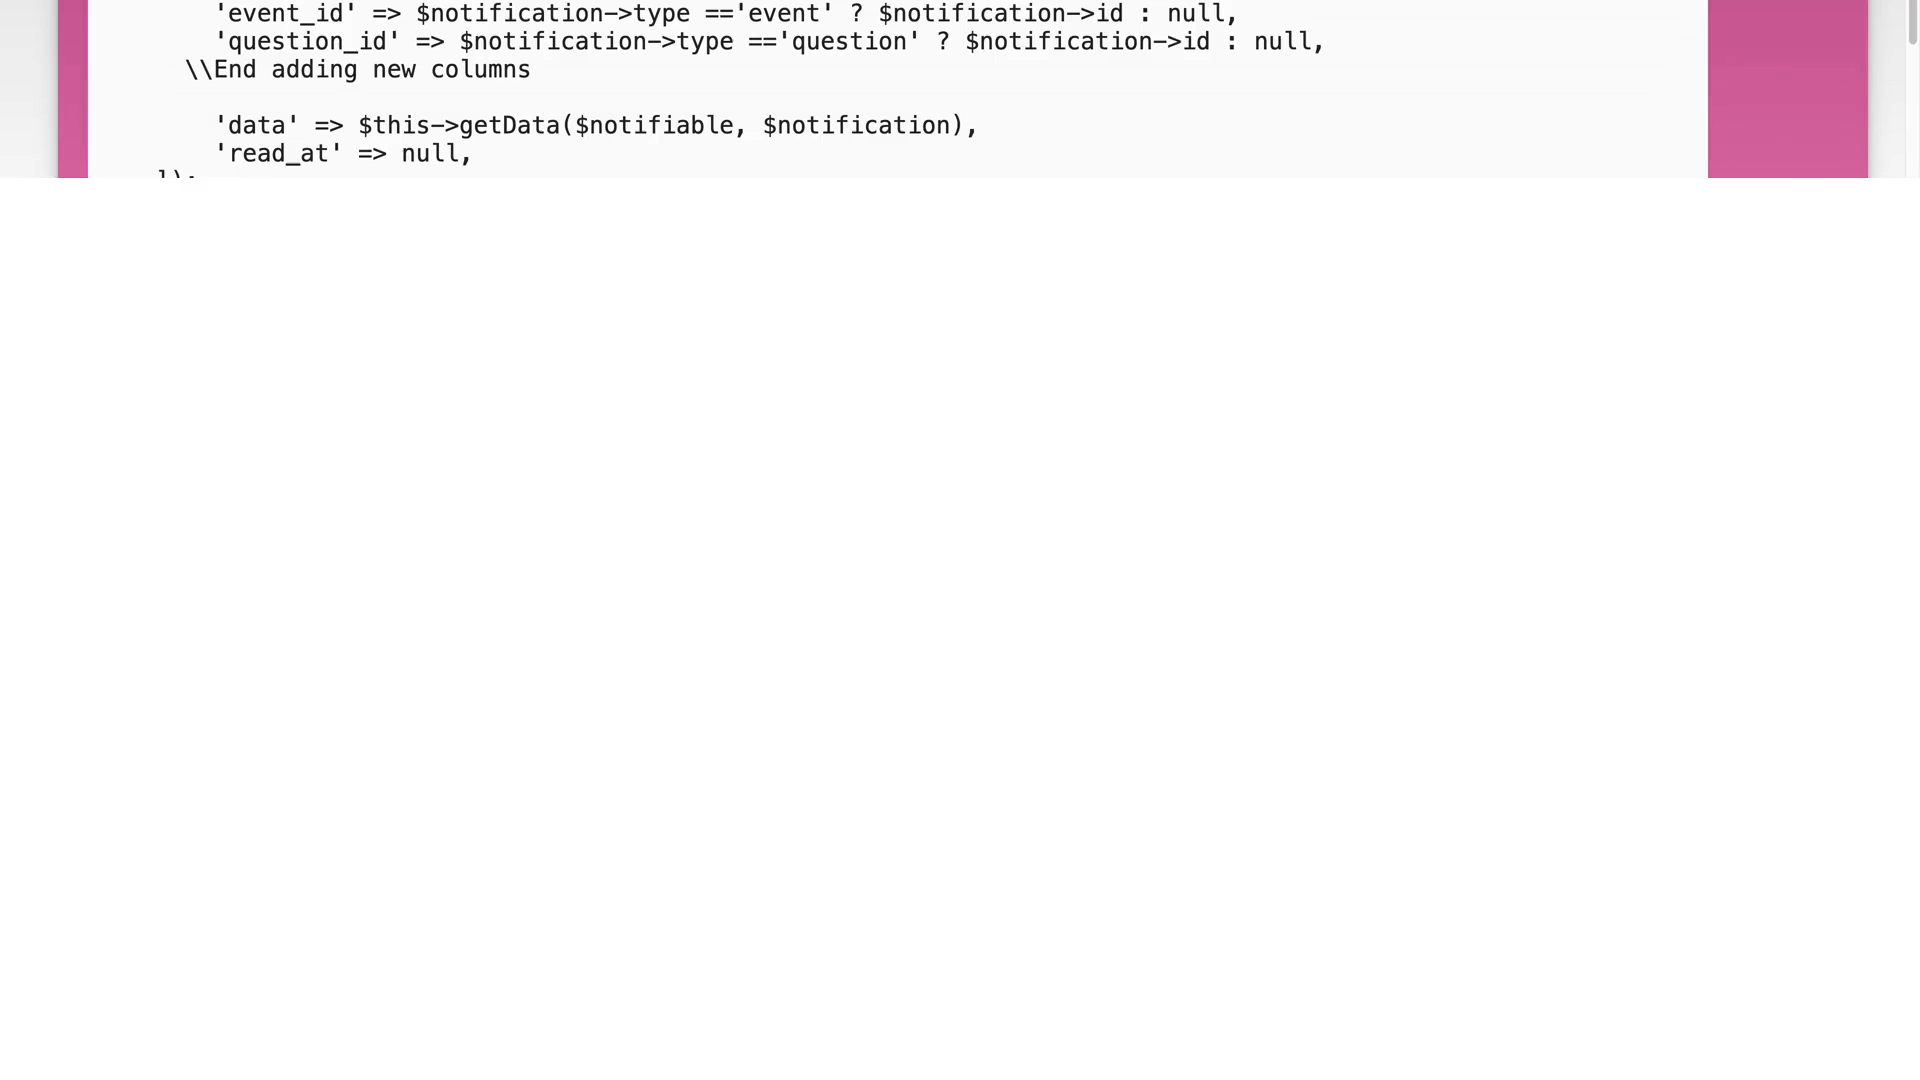 'event_id' => $notification->type =='event' ? $notification->id : null,
'question_id' => $notification->type =='question' ? $notification->id : null,
\\End adding new columns
'data' => $this->getData($notifiable, $notification),
'read_at' => null,
]);